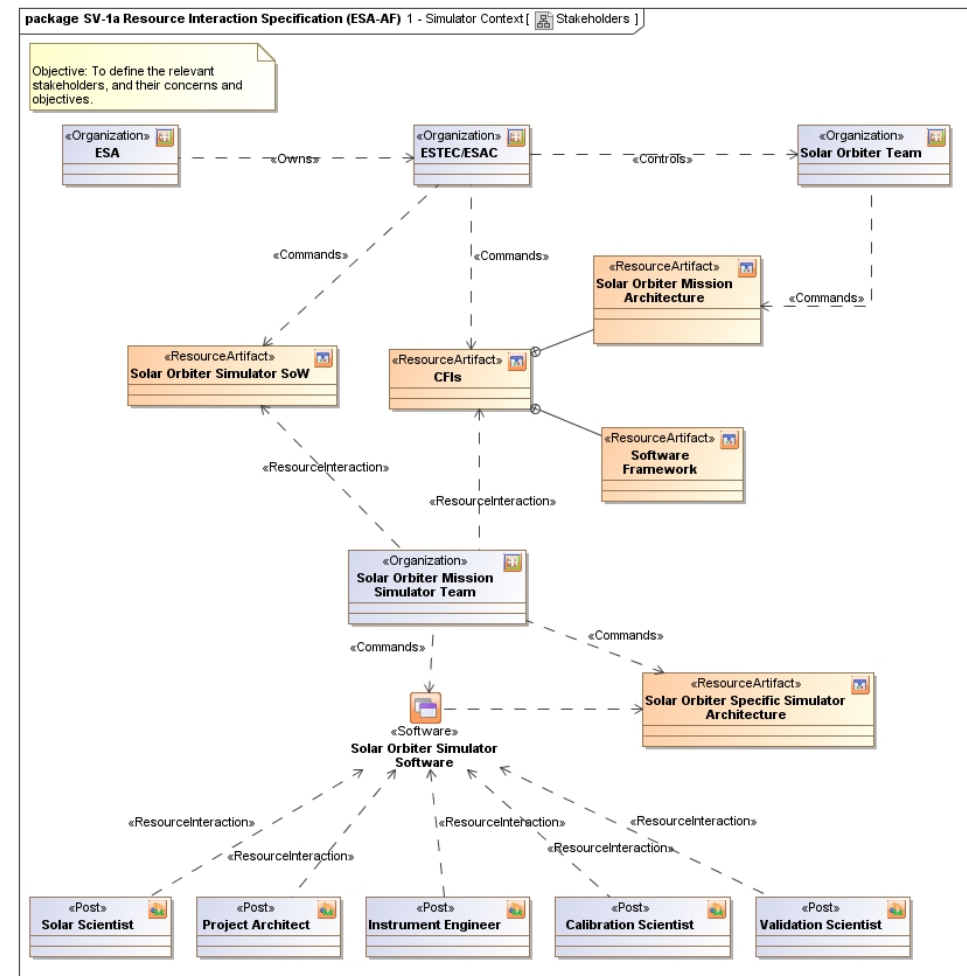 package SV-1a Resource Interaction Specification (ESA-AF) 1 - Simulator Context [ Stakeholders ]
Objective: To define the relevant
stakeholders, and their concerns and
objectives.
«Organization»
ESA
«Owns»
«Organization»
ESTEC/ESAC
«Controls»
«Organization»
Solar Orbiter Team
«Commands»
«Commands»
«ResourceArtifact»
Solar Orbiter Mission
Architecture
«Commands»
«ResourceArtifact»
Solar Orbiter Simulator SoW
«ResourceArtifact»
CFIs
«ResourceArtifact»
Software
Framework
«ResourceInteraction»
«ResourceInteraction»
«Organization»
Solar Orbiter Mission
Simulator Team
«Commands»
«Commands»
«ResourceArtifact»
Solar Orbiter Specific Simulator
Architecture
«Software»
Solar Orbiter Simulator
Software
«ResourceInteraction»
«ResourceInteraction»
«ResourceInteraction»
«ResourceInteraction»
«ResourceInteraction»
«Post»
Solar Scientist
«Post»
Project Architect
«Post»
Instrument Engineer
«Post»
Calibration Scientist
«Post»
Validation Scientist